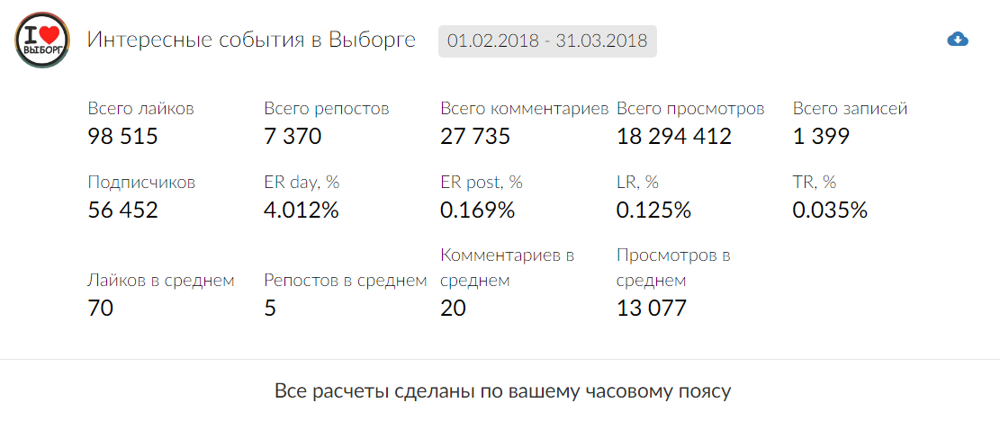 I
ВЫБОРГ
Интересные события в Выборге
01.02.2018 - 31.03.2018
Всего лайков
98 515
Всего репостов
7 370
Всего комментариев
27 735
Всего просмотров
18 294 412
Всего записей
1 399
Подписчиков
56 452
ER day, %
4.012%
ER post, %
0.169%
LR, %
0.125%
TR, %
0.035%
Лайков в среднем
70
Репостов в среднем
5
Комментариев в
среднем
20
Просмотров в
среднем
13 077
Все расчеты сделаны по вашему часовому поясу